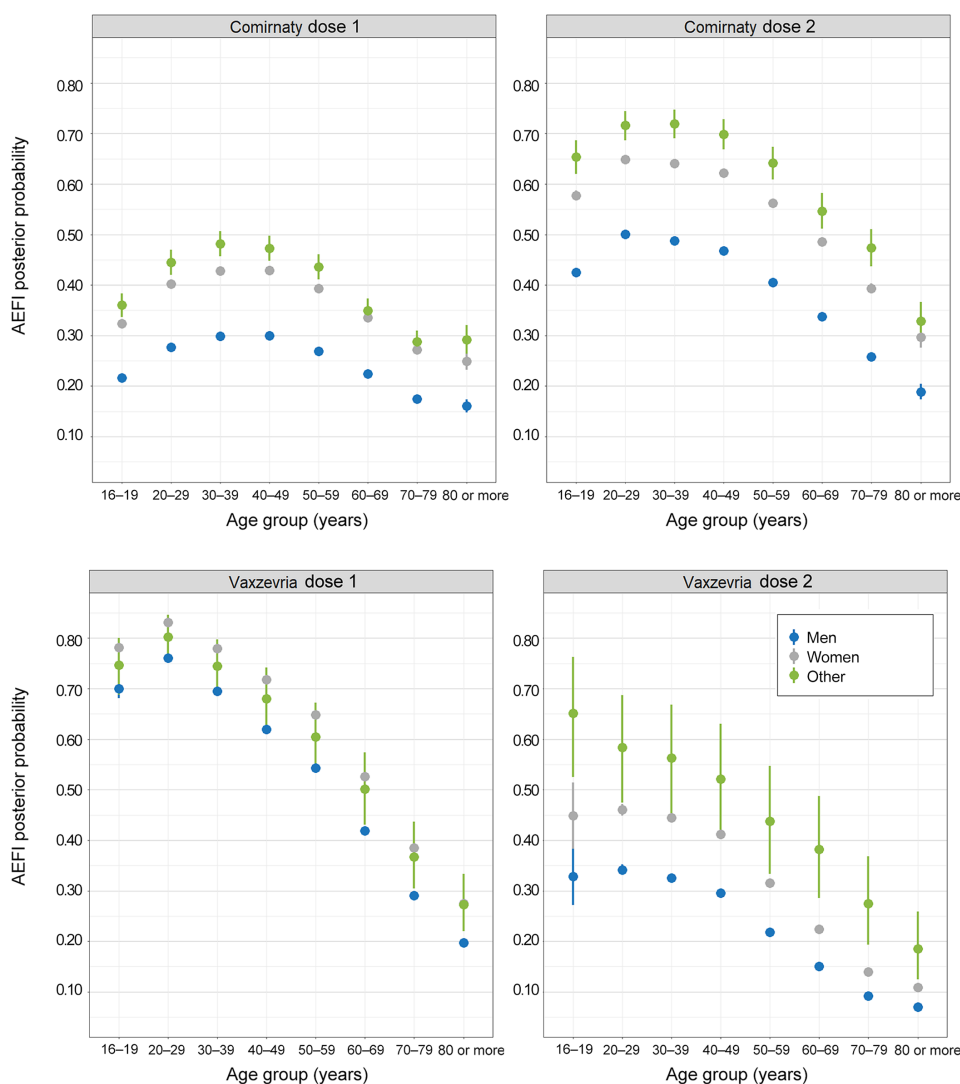 Comirnaty dose 1
AEFI posterior probability
0.80
0.70
0.60
0.50
0.40
0.30
0.20
0.10
16–19 20–29 30–39 40–49 50–59 60–69 70–79 80 or more
Age group (years)
Comirnaty dose 2
0.80
0.70
0.60
0.50
0.40
0.30
0.20
0.10
16–19 20–29 30–39 40–49 50–59 60–69 70–79 80 or more
Age group (years)
Vaxzevria dose 1
AEFI posterior probability
0.80
0.70
0.60
0.50
0.40
0.30
0.20
0.10
16–19 20–29 30–39 40–49 50–59 60–69 70–79 80 or more
Age group (years)
Vaxzevria dose 2
Men
Women
Other
0.80
0.70
0.60
0.50
0.40
0.30
0.20
0.10
16–19 20–29 30–39 40–49 50–59 60–69 70–79 80 or more
Age group (years)